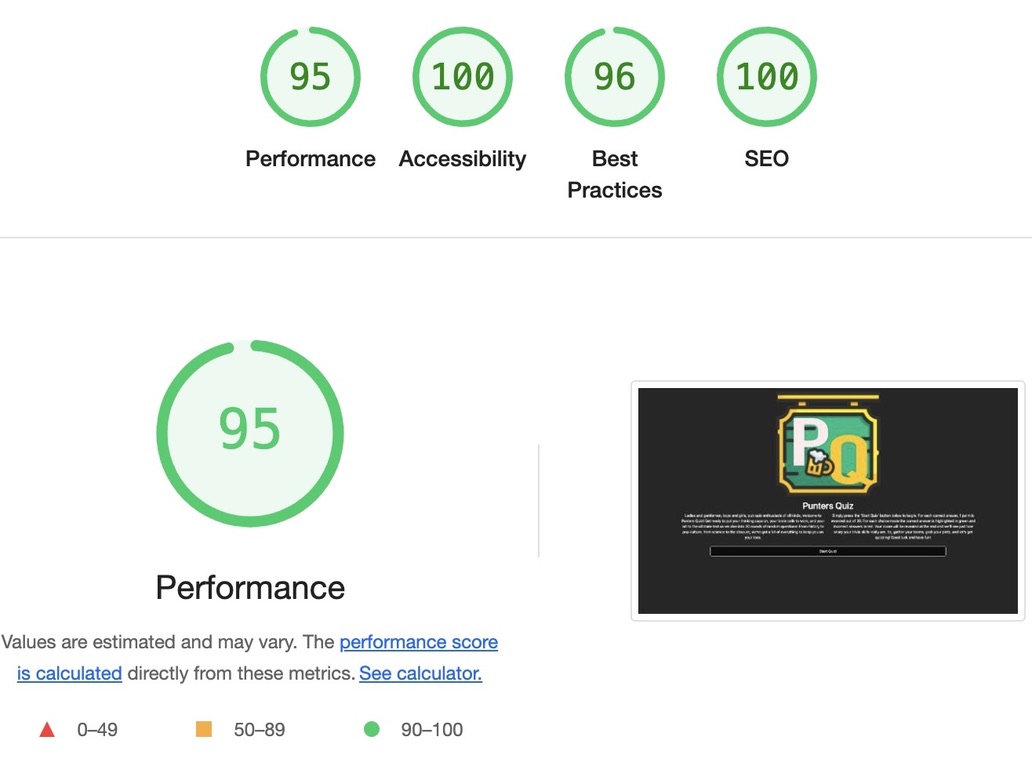 95
100
96
100
Performance
Accessibility
Best
Practices
SEO
95
Performance
Values are estimated and may vary. The performance score
is calculated directly from these metrics. See calculator.
0–49
50–89
90–100
PQ
Punters Quiz
Start Quiz